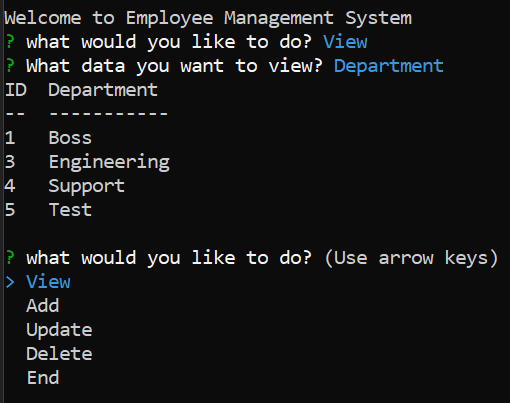 Welcome to Employee Management System
? what would you like to do? View
? What data you want to view? Department
ID  Department
--  -----------
1   Boss
3   Engineering
4   Support
5   Test
? what would you like to do? (Use arrow keys)
> View
  Add
  Update
  Delete
  End